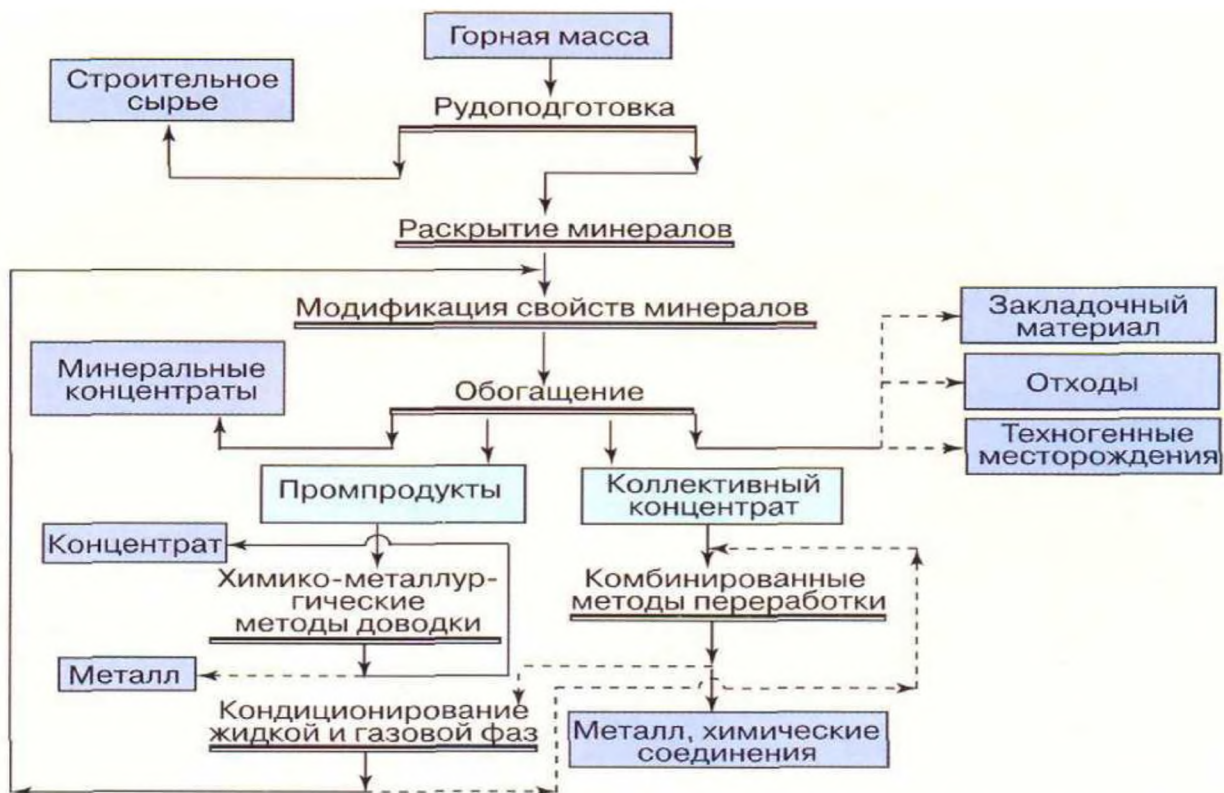 Горная масса
Строительное
сырье
Рудоподготовка
Раскрытие минералов
Модификация свойств минералов
Закладочный
материал
Минеральные
концентраты
Обогащение
Отходы
Техногенные
месторождения
Промпродукты
Коллективный
концентрат
Концентрат
Химико-металлур-
гические
методы доводки
Комбинированные
методы переработки
Металл
Кондиционирование
жидкой и газовой фаз
Металл, химические
соединения